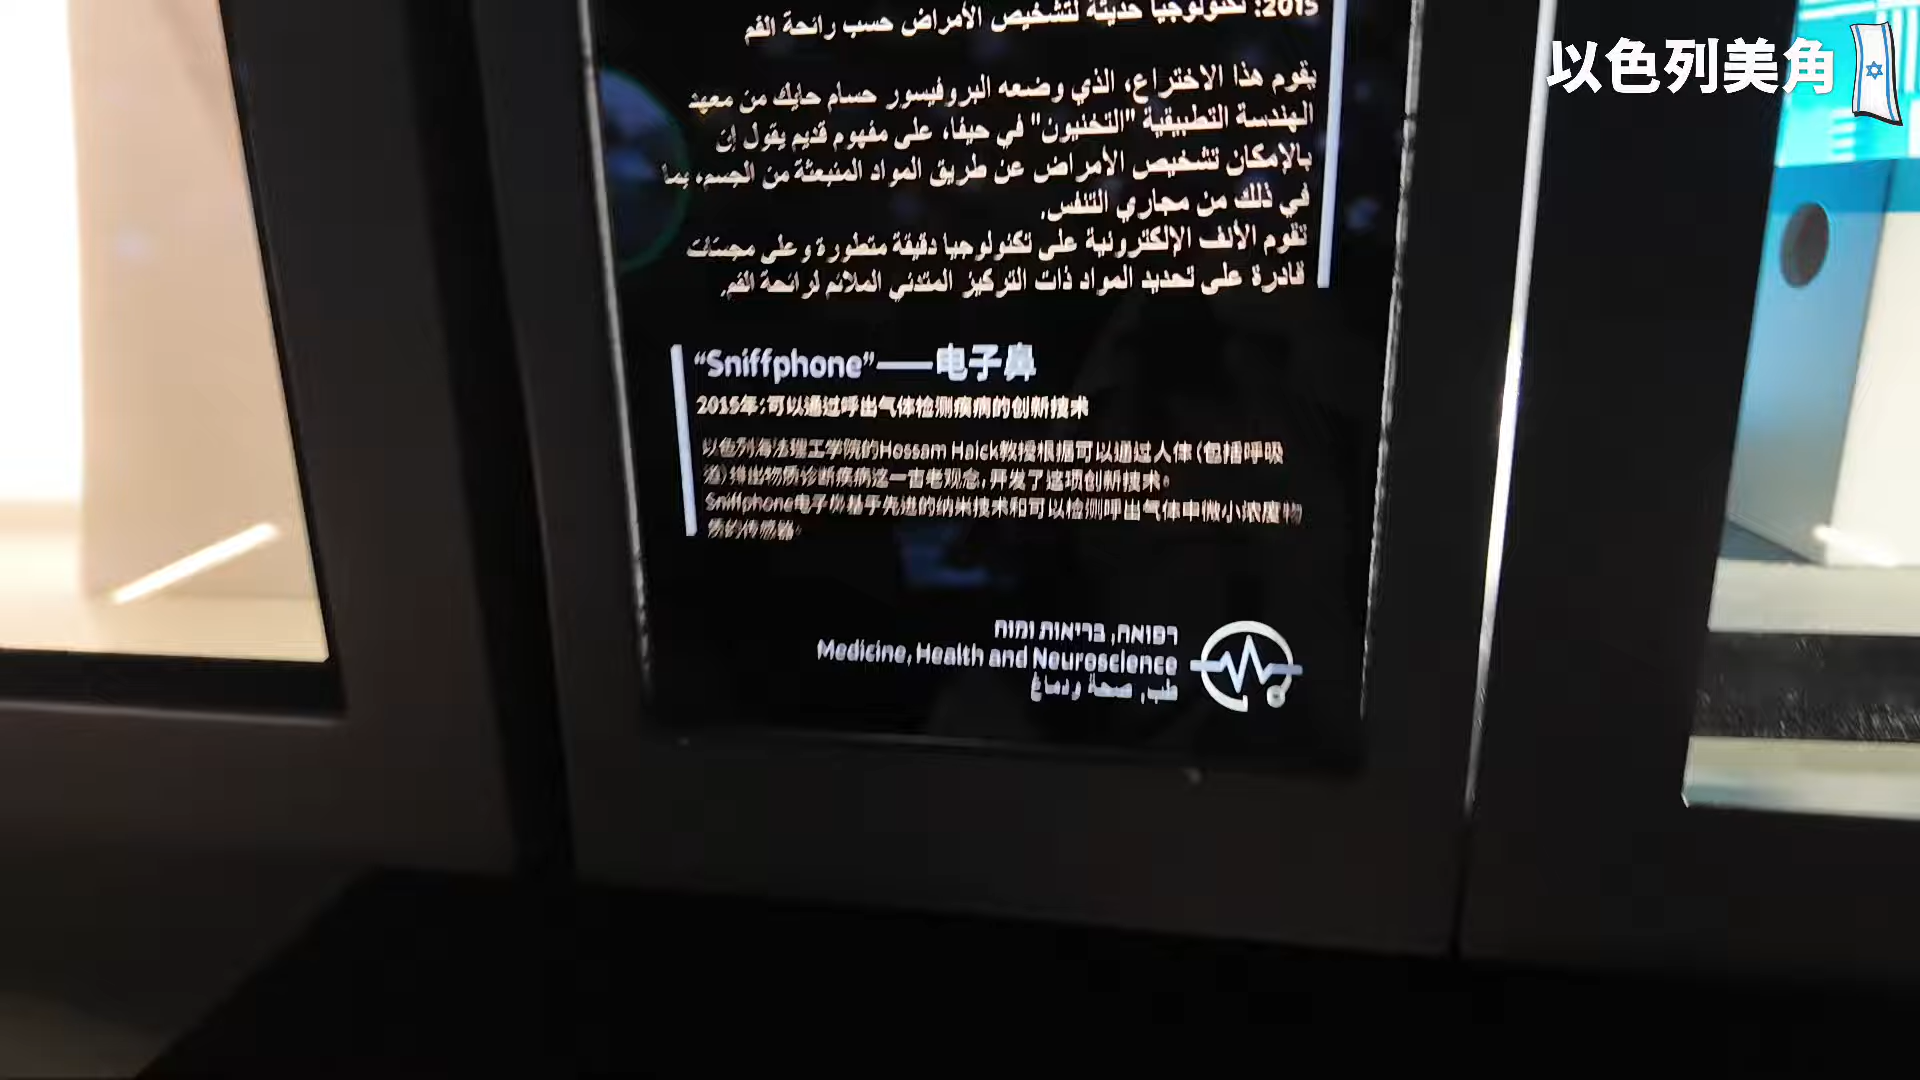 以色列美角
2015: تكنولوجيا حديثة لتشخيص الأمراض حسب رائحة الفم
يقوم هذا الاختراع، الذي وضعه البروفيسور حسام حايك من معهد
الهندسة التطبيقية "التخنيون" في حيفا، على مفهوم قديم يقول إن
بالإمكان تشخيص الأمراض عن طريق المواد المنبعثة من الجسم، بما
في ذلك من مجاري التنفس.
تقوم الأنف الإلكترونية على تكنولوجيا دقيقة متطورة وعلى مجسّات
قادرة على تحديد المواد ذات التركيز المتدني الملائم لرائحة الفم.
“Sniffphone”——电子鼻
2015年：可以通过呼出气体检测疾病的创新技术
以色列海法理工学院的Hossam Haick教授根据可以通过人体（包括呼吸
道）排出物质诊断疾病这一古老观念，开发了这项创新技术。
Sniffphone电子鼻基于先进的纳米技术和可以检测呼出气体中微小浓度物
质的传感器。
רפואה, בריאות ומוח
Medicine, Health and Neuroscience
طب, صحة ودماغ